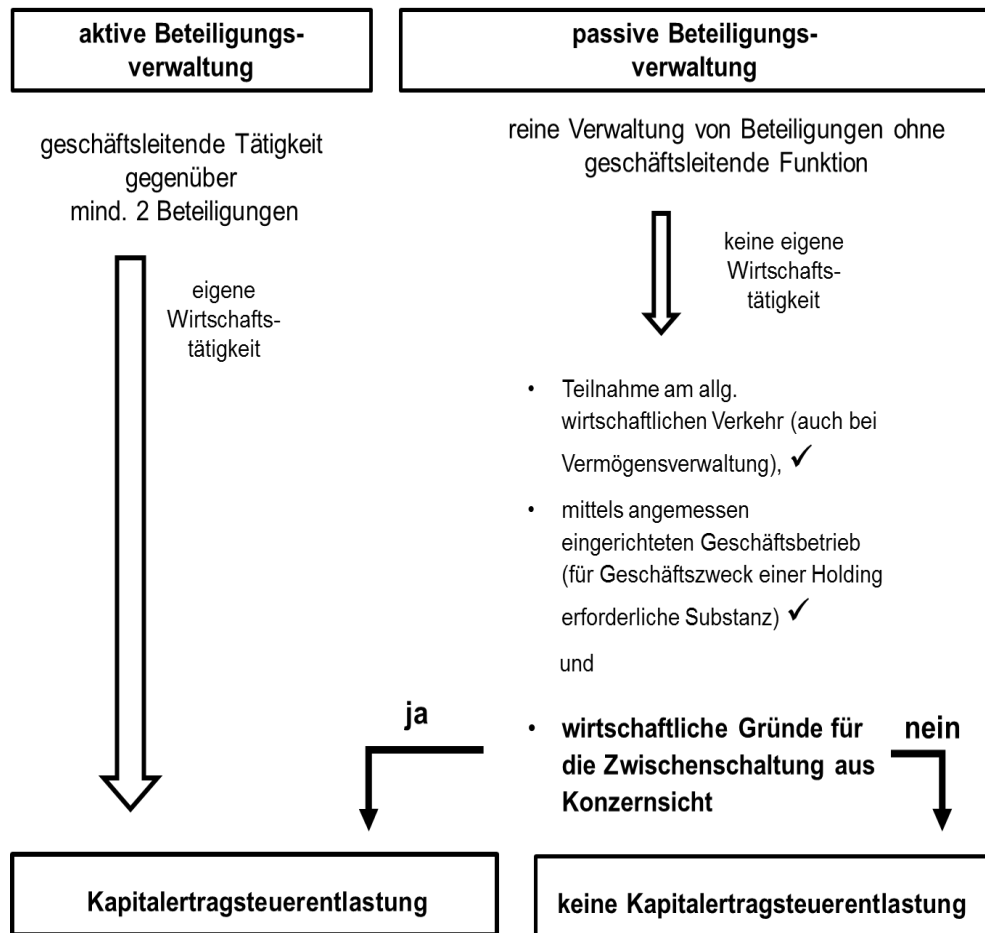 aktive Beteiligungs-
verwaltung
passive Beteiligungs-
verwaltung
geschäftsleitende Tätigkeit
gegenüber
mind. 2 Beteiligungen
eigene
Wirtschafts-
tätigkeit
reine Verwaltung von Beteiligungen ohne
geschäftsleitende Funktion
keine eigene
Wirtschafts-
tätigkeit
• Teilnahme am allg.
wirtschaftlichen Verkehr (auch bei
Vermögensverwaltung), ✓
• mittels angemessen
eingerichteten Geschäftsbetrieb
(für Geschäftszweck einer Holding
erforderliche Substanz) ✓
und
• wirtschaftliche Gründe für
die Zwischenschaltung aus
Konzernsicht
ja
nein
Kapitalertragsteuerentlastung
keine Kapitalertragsteuerentlastung